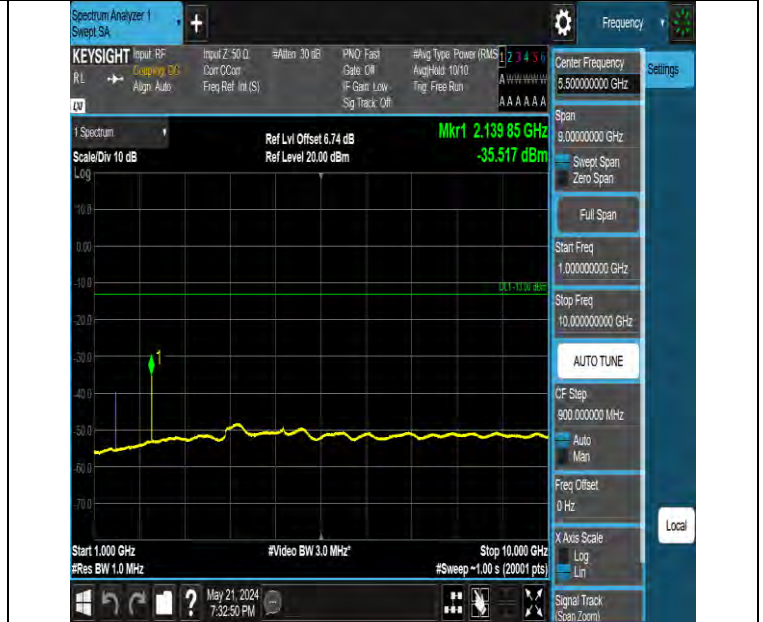 Spectrum Analyzer 1
Swept SA
+
Frequency
KEYSIGHT
RL
Input: RF
Coupling: DC
Align: Auto
Input Z: 50 Ω
Corr CCorr
Freq Ref: Int (S)
#Atten: 30 dB
PNO: Fast
Gate: Off
IF Gain: Low
Sig Track: Off
#Avg Type: Power (RMS
Avg|Hold: 10/10
Trig: Free Run
1 2 3 4 5 6
A W W W W W
A A A A A A
1 Spectrum
Scale/Div 10 dB
Log
Ref Lvl Offset 6.74 dB
Ref Level 20.00 dBm
Mkr1 2.139 85 GHz
-35.517 dBm
10.0
0.00
-10.0
-20.0
-30.0
-40.0
-50.0
-60.0
-70.0
DL1 -13.00 dBm
1
Start 1.000 GHz
#Res BW 1.0 MHz
#Video BW 3.0 MHz*
Stop 10.000 GHz
#Sweep ~1.00 s (20001 pts)
Center Frequency
5.500000000 GHz
Settings
Span
9.00000000 GHz
Swept Span
Zero Span
Full Span
Start Freq
1.000000000 GHz
Stop Freq
10.000000000 GHz
AUTO TUNE
CF Step
900.000000 MHz
Auto
Man
Freq Offset
0 Hz
X Axis Scale
Log
Lin
Local
Signal Track
(Span Zoom)
?
May 21, 2024
7:32:50 PM